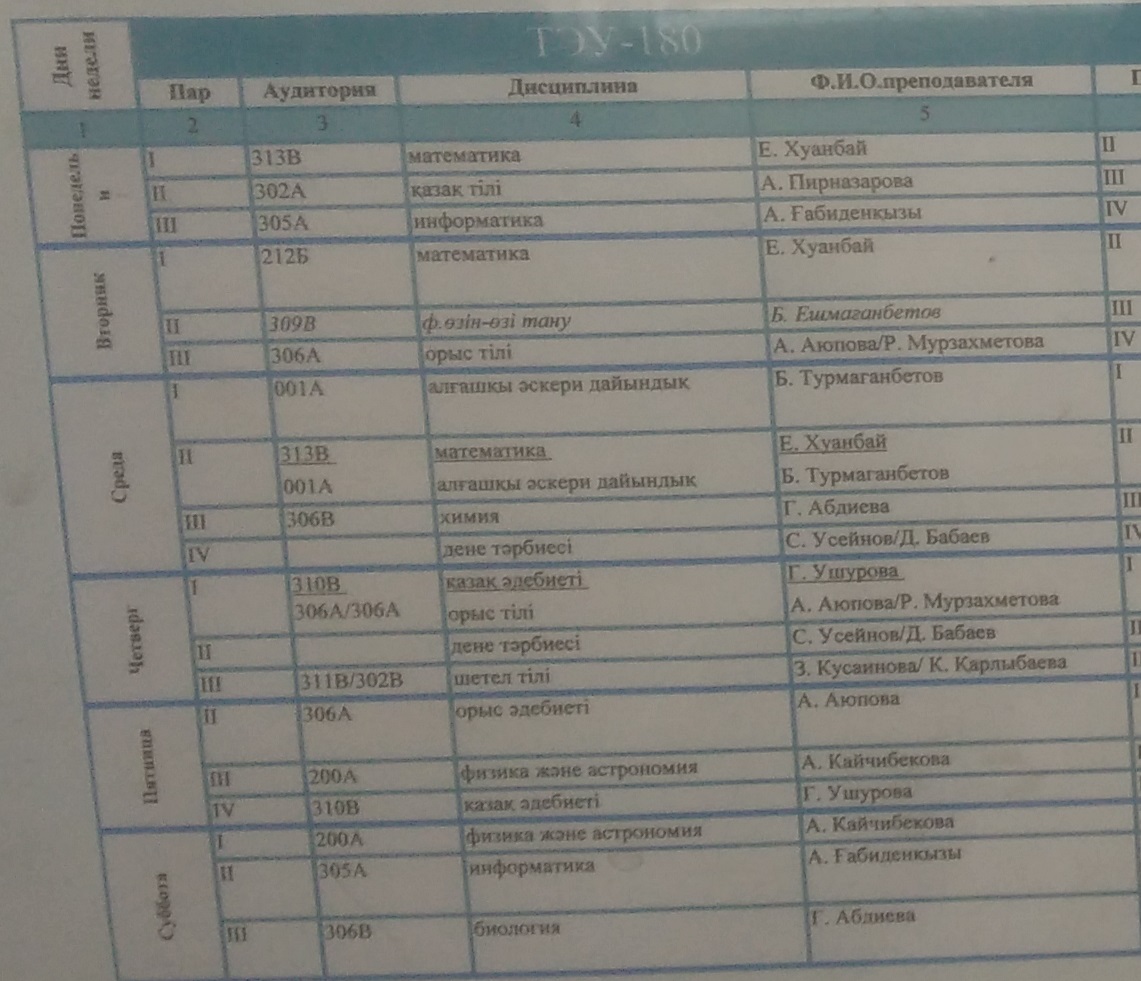 ТЭУ-180
Дни недели Пар Аудитория Дисциплина Ф.И.О.преподавателя
1 2 3 4 5
Понедельн I 313В математика Е. Хуанбай II
II 302А қазақ тілі А. Пирназарова III
III 305А информатика А. Ғабиденқызы IV
Вторник I 212Б математика Е. Хуанбай II
II 309В ф.өзін-өзі тану Б. Ешмаганбетов III
III 306А орыс тілі А. Аюпова/Р. Мурзахметова IV
Среда I 001А алғашқы әскери дайындық Б. Турмаганбетов I
II 313В математика Е. Хуанбай II
001А алғашқы әскери дайындық Б. Турмаганбетов
III 306В химия Г. Абдиева III
IV дене тәрбиесі С. Усейнов/Д. Бабаев IV
Четверг I 310В қазақ әдебиеті Г. Ушурова I
306А/306А орыс тілі А. Аюпова/Р. Мурзахметова
II дене тәрбиесі С. Усейнов/Д. Бабаев
III 311В/302В шетел тілі З. Кусаинова/ К. Карлыбаева
Пятница II 306А орыс әдебиеті А. Аюпова
III 200А физика және астрономия А. Кайчибекова
IV 310В қазақ әдебиеті Г. Ушурова
Суббота I 200А физика және астрономия А. Кайчибекова
II 305А информатика А. Ғабиденқызы
III 306В биология Г. Абдиева